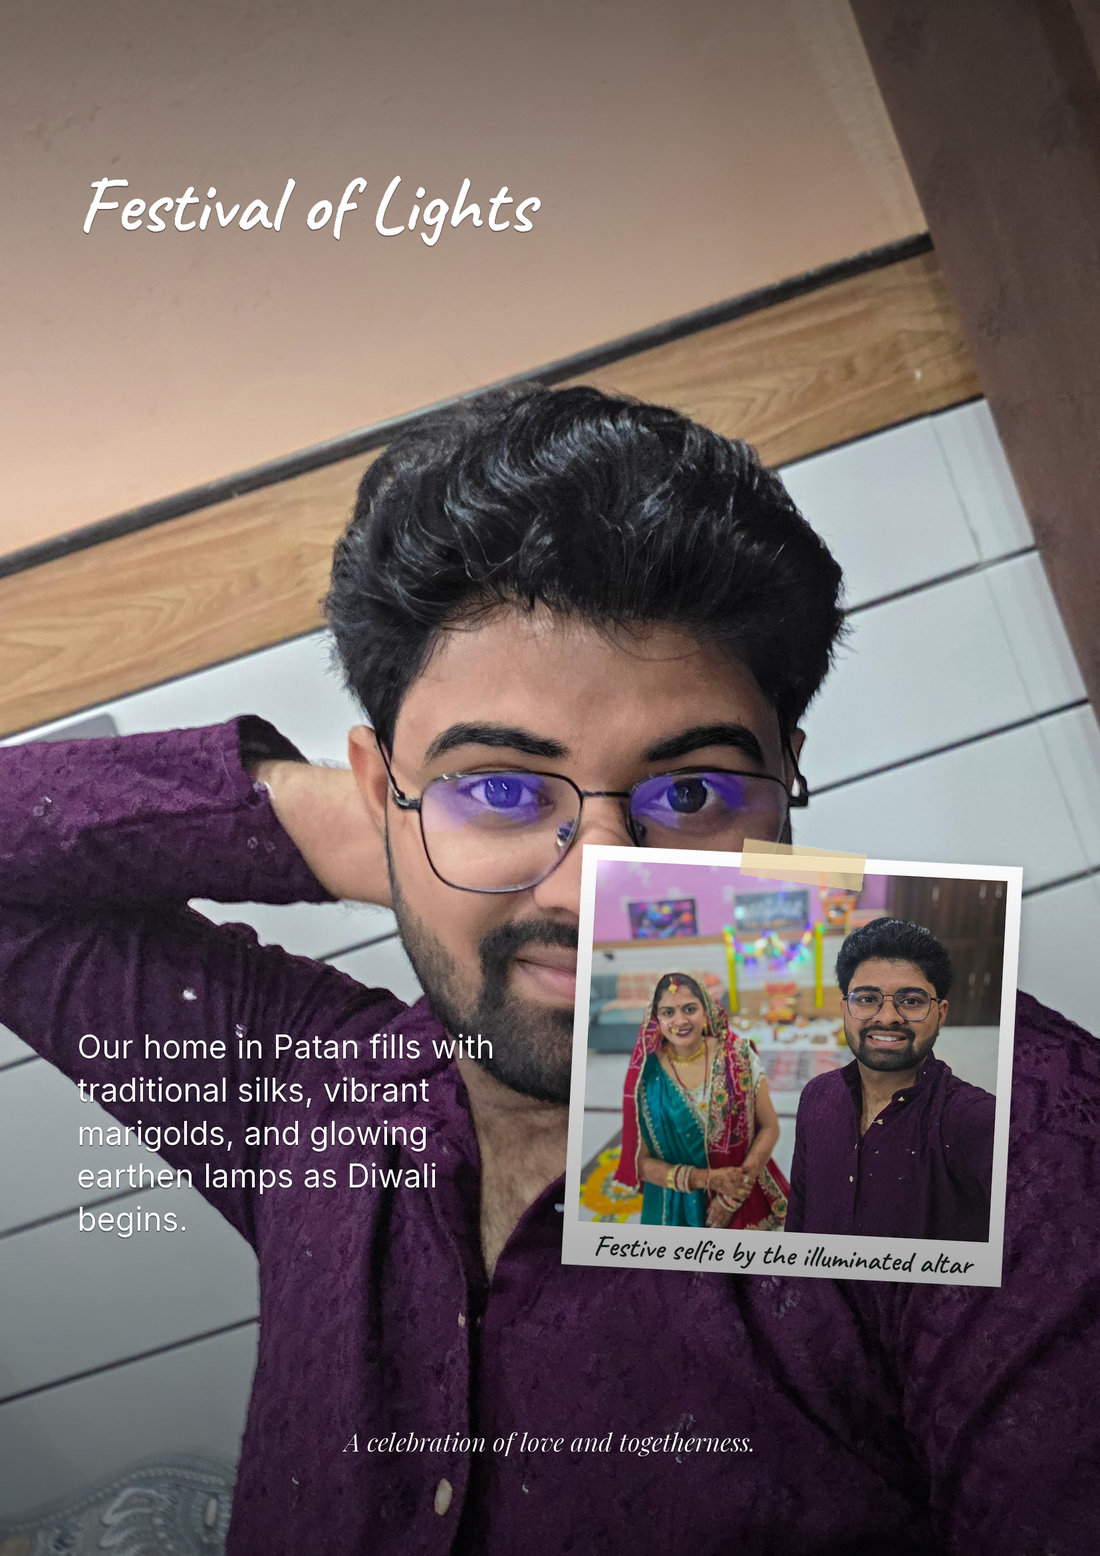 Festival of Lights
Our home in Patan fills with
traditional silks, vibrant
marigolds, and glowing
earthen lamps as Diwali
begins.
Festive selfie by the illuminated altar
A celebration of love and togetherness.